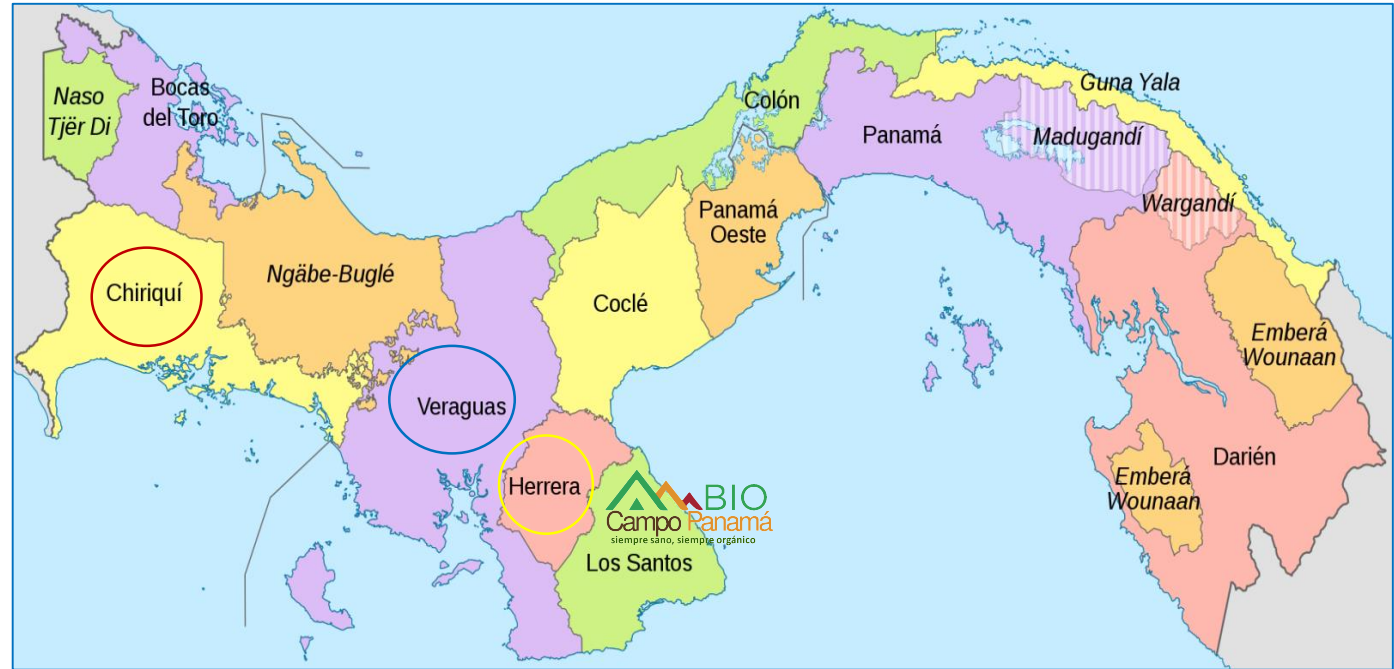 Naso
Tjër Di
Bocas
del Toro
Colón
Guna Yala
Panamá
Madugandí
Wargandí
Panamá
Oeste
Ngäbe-Buglé
Chiriquí
Coclé
Emberá
Wounaan
Veraguas
Darién
Herrera
Emberá
Wounaan
BIO
Campo Panamá
siempre sano, siempre orgánico
Los Santos